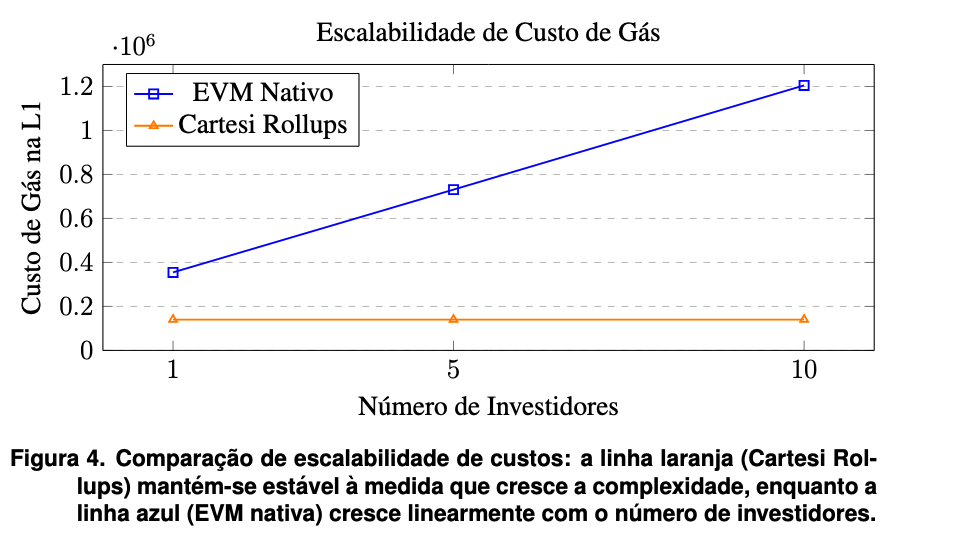 Escalabilidade de Custo de Gás
·10⁶
1.2
1
0.8
0.6
0.4
0.2
0
Custo de Gás na L1
EVM Nativo
Cartesi Rollups
1 5 10
Número de Investidores
Figura 4. Comparação de escalabilidade de custos: a linha laranja (Cartesi Rol-
lups) mantém-se estável à medida que cresce a complexidade, enquanto a
linha azul (EVM nativa) cresce linearmente com o número de investidores.